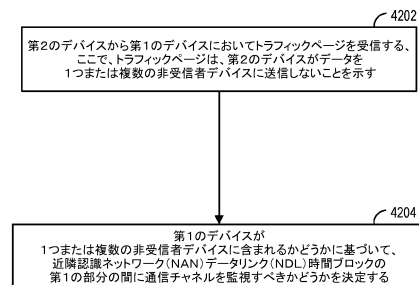 4202
第2のデバイスから第1のデバイスにおいてトラフィックページを受信する、
ここで、トラフィックページは、第2のデバイスがデータを
1つまたは複数の非受信者デバイスに送信しないことを示す
4204
第1のデバイスが
1つまたは複数の非受信者デバイスに含まれるかどうかに基づいて、
近隣認識ネットワーク(NAN)データリンク(NDL)時間ブロックの
第1の部分の間に通信チャネルを監視すべきかどうかを決定する